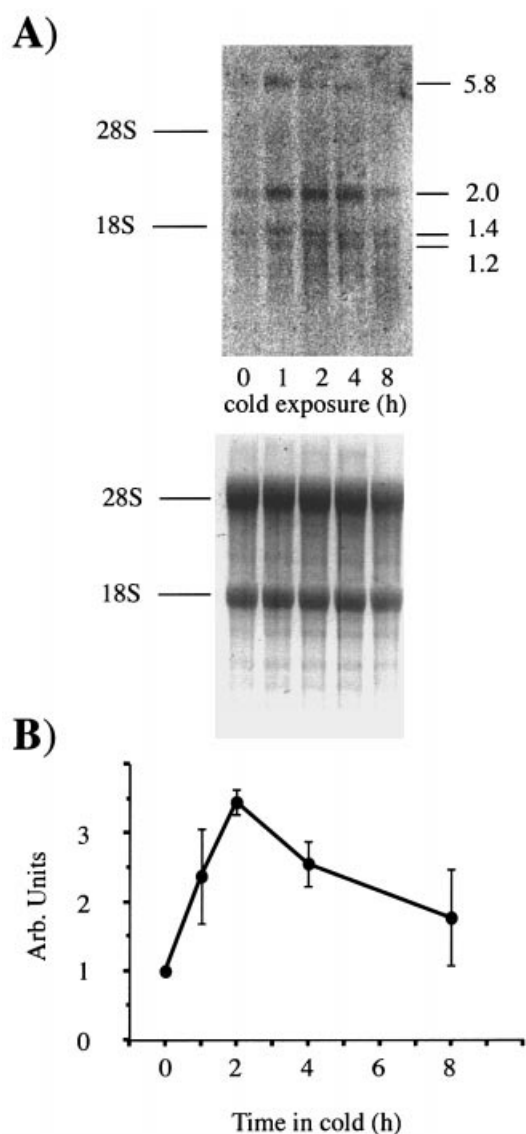 A)
5.8
28S
2.0
18S
1.4
1.2
0 1 2 4 8
cold exposure (h)
28S
18S
B)
3
2
1
0
Arb. Units
0 2 4 6 8
Time in cold (h)